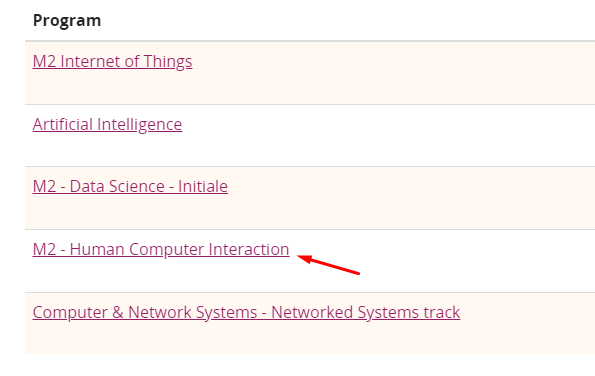 Program
M2 Internet of Things
Artificial Intelligence
M2 - Data Science - Initiale
M2 - Human Computer Interaction
Computer & Network Systems - Networked Systems track